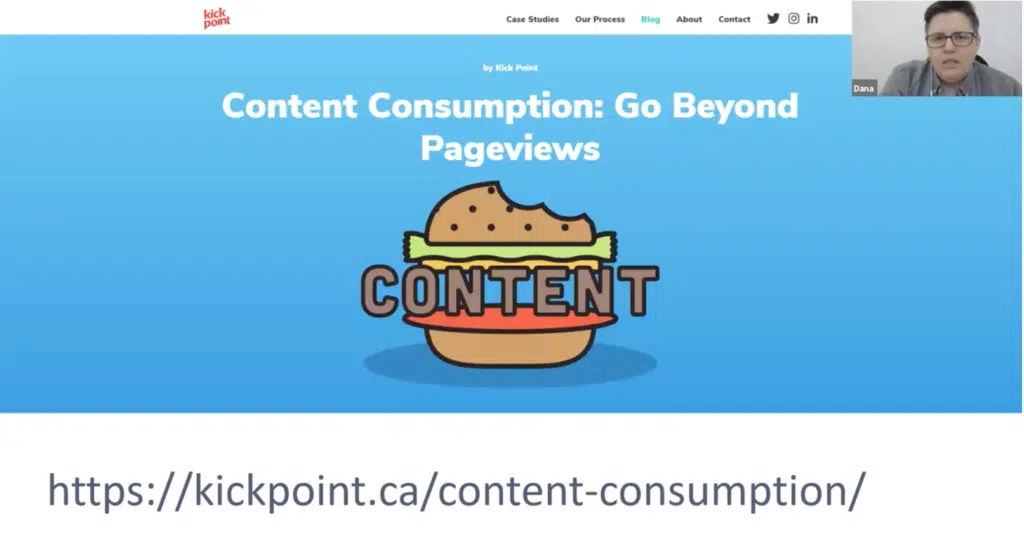 kick
point
Case Studies Our Process Blog About Contact
Dana
by Kick Point
Content Consumption: Go Beyond
Pageviews
CONTENT
https://kickpoint.ca/content-consumption/